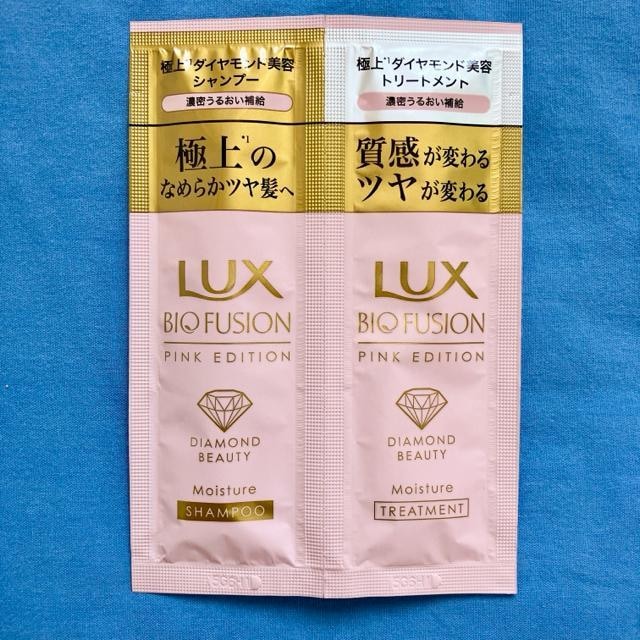 極上*1ダイヤモンド美容
シャンプー
濃密うるおい補給
極上*1の
なめらかツヤ髪へ
LUX
BIO FUSION
PINK EDITION
DIAMOND
BEAUTY
Moisture
SHAMPOO
極上*1ダイヤモンド美容
トリートメント
濃密うるおい補給
質感が変わる
ツヤが変わる
LUX
BIO FUSION
PINK EDITION
DIAMOND
BEAUTY
Moisture
TREATMENT